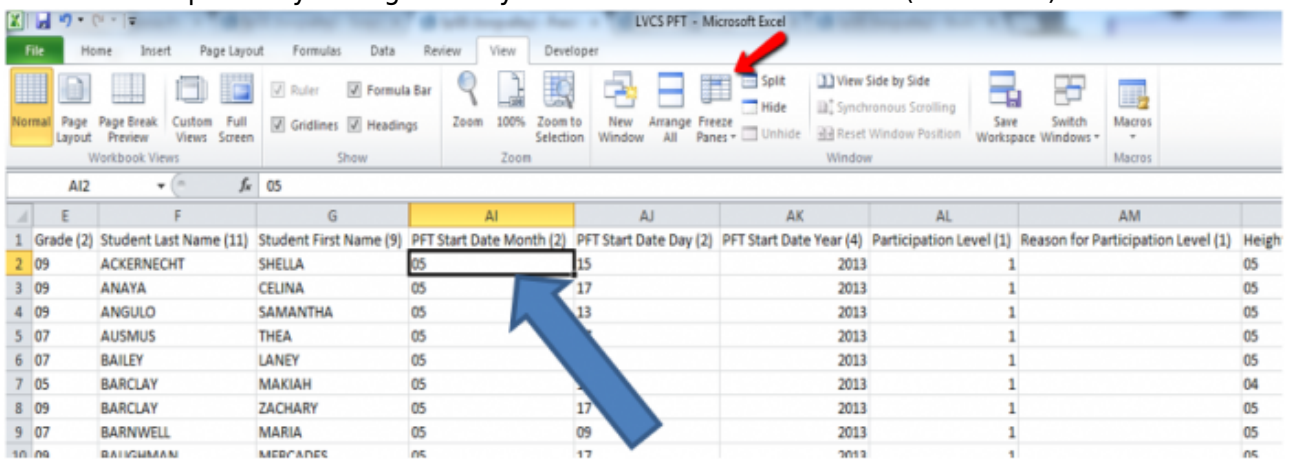 LVCS PFT - Microsoft Excel
File Home Insert Page Layout Formulas Data Review View Developer
Normal Page Layout Page Break Preview Custom Views Full Screen
Ruler Formula Bar
Gridlines Headings
Zoom 100% Zoom to Selection
New Window Arrange All Freeze Panes
Split
Hide
Unhide
View Side by Side
Synchronous Scrolling
Reset Window Position
Save Workspace Switch Windows Macros
Workbook Views Show Zoom Window Macros
AI2 fx 05
E F G AI AJ AK AL AM
1 Grade (2) Student Last Name (11) Student First Name (9) PFT Start Date Month (2) PFT Start Date Day (2) PFT Start Date Year (4) Participation Level (1) Reason for Participation Level (1) Heigh
2 09 ACKERNECHT SHELLA 05 15 2013 1 05
3 09 ANAYA CELINA 05 17 2013 1 05
4 09 ANGULO SAMANTHA 05 13 2013 1 05
5 07 AUSMUS THEA 05 2013 1 05
6 07 BAILEY LANEY 05 2013 1 05
7 05 BARCLAY MAKIAH 05 2013 1 04
8 09 BARCLAY ZACHARY 05 17 2013 1 05
9 07 BARNWELL MARIA 05 09 2013 1 05
10 09 BAUGHMAN MERCADES 05 17 2013 1 05